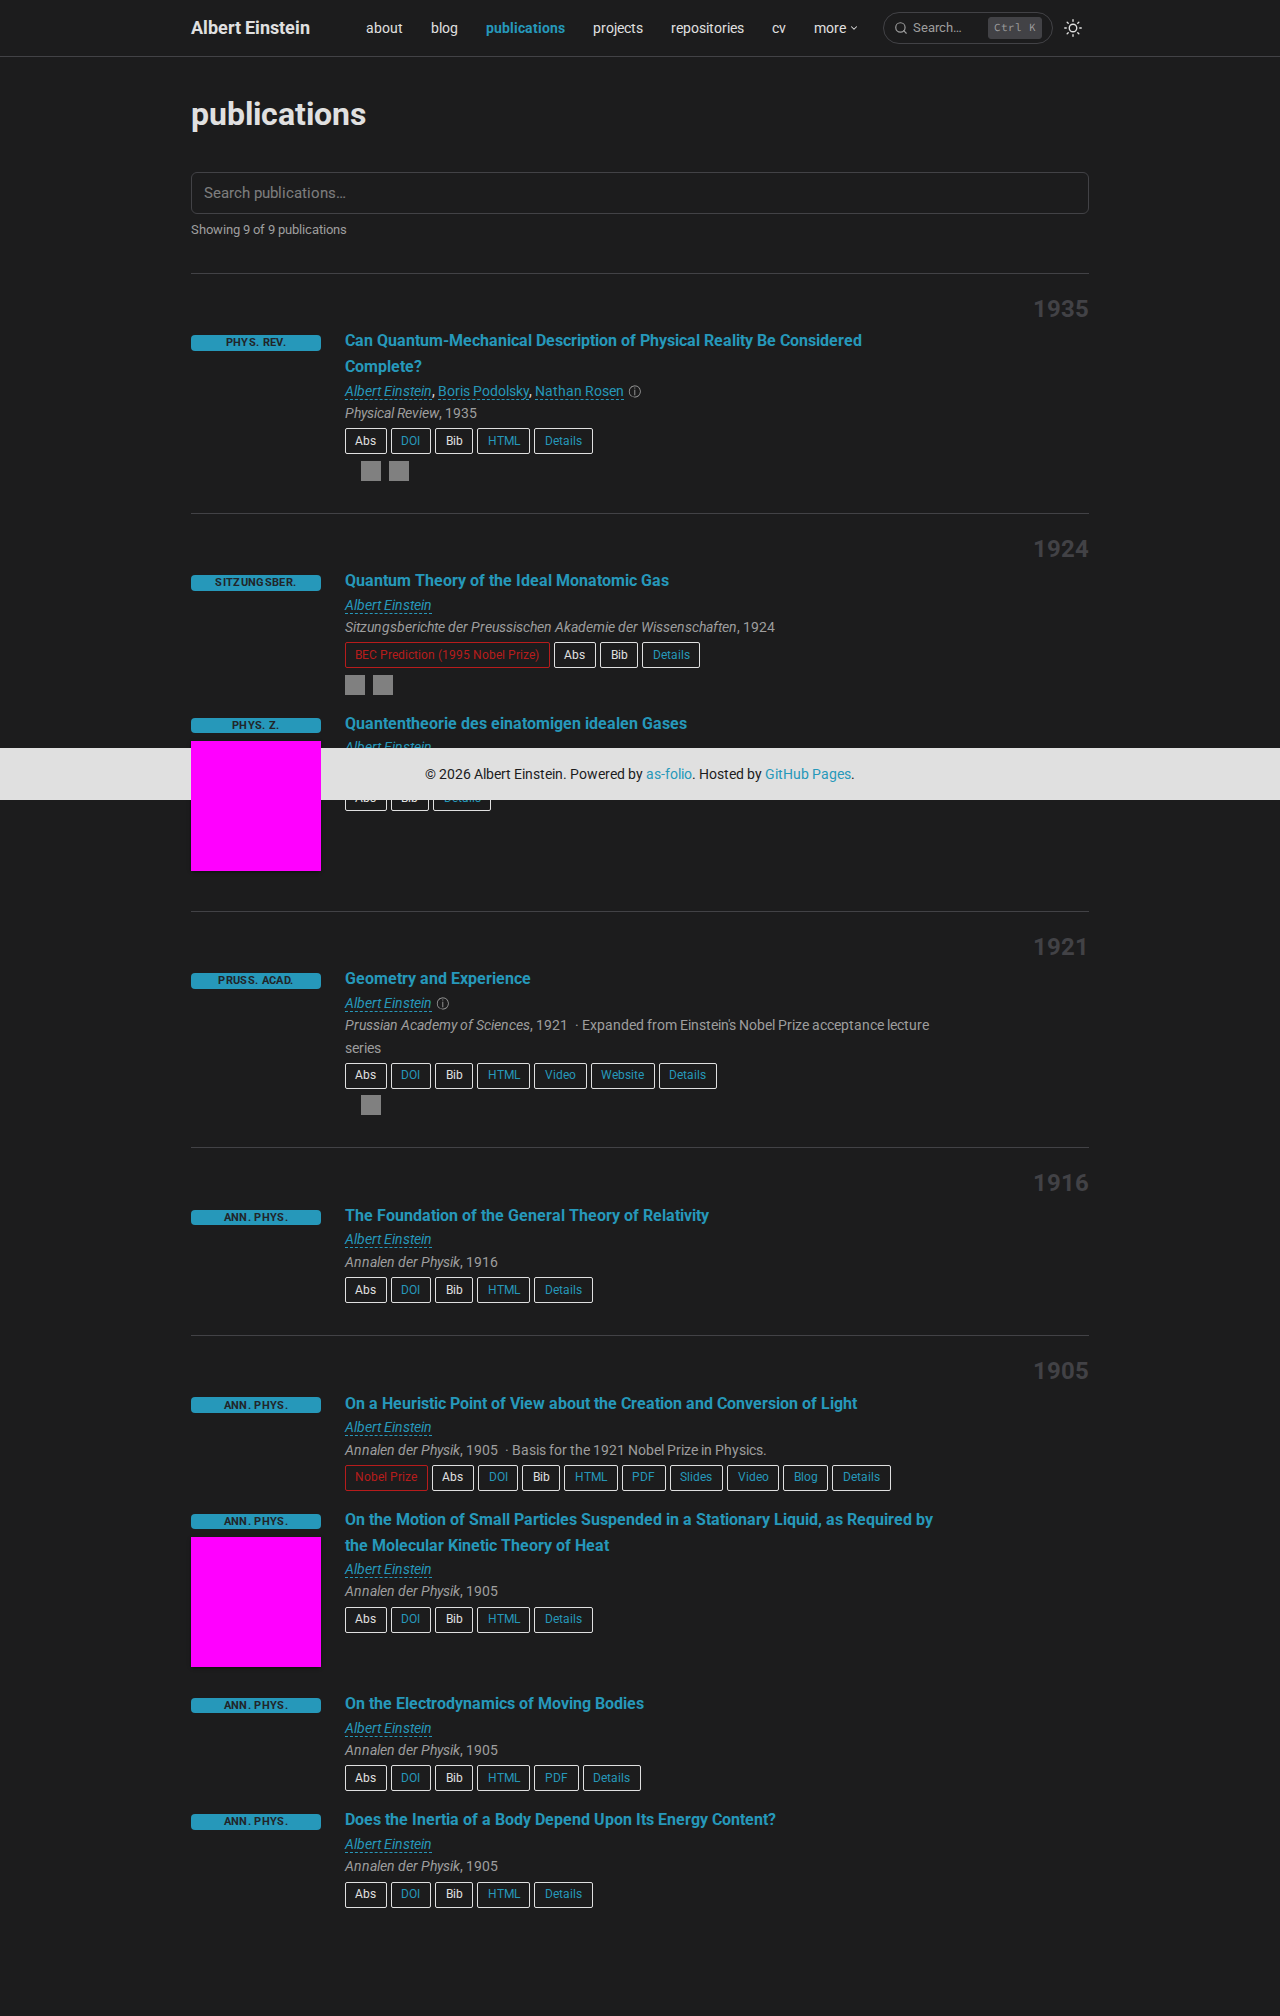 Albert Einstein about blog publications projects repositories cv more Search... Ctrl K
publications
Search publications...
Showing 9 of 9 publications
1935
PHYS. REV.
Can Quantum-Mechanical Description of Physical Reality Be Considered
Complete?
Albert Einstein, Boris Podolsky, Nathan Rosen ⓘ
Physical Review, 1935
Abs DOI Bib HTML Details
1924
SITZUNGSBER.
Quantum Theory of the Ideal Monatomic Gas
Albert Einstein
Sitzungsberichte der Preussischen Akademie der Wissenschaften, 1924
BEC Prediction (1995 Nobel Prize) Abs Bib Details
PHYS. Z.
Quantentheorie des einatomigen idealen Gases
Albert Einstein
© 2026 Albert Einstein. Powered by as-folio. Hosted by GitHub Pages.
Abs Bib Details
1921
PRUSS. ACAD.
Geometry and Experience
Albert Einstein ⓘ
Prussian Academy of Sciences, 1921 · Expanded from Einstein's Nobel Prize acceptance lecture
series
Abs DOI Bib HTML Video Website Details
1916
ANN. PHYS.
The Foundation of the General Theory of Relativity
Albert Einstein
Annalen der Physik, 1916
Abs DOI Bib HTML Details
1905
ANN. PHYS.
On a Heuristic Point of View about the Creation and Conversion of Light
Albert Einstein
Annalen der Physik, 1905 · Basis for the 1921 Nobel Prize in Physics.
Nobel Prize Abs DOI Bib HTML PDF Slides Video Blog Details
ANN. PHYS.
On the Motion of Small Particles Suspended in a Stationary Liquid, as Required by
the Molecular Kinetic Theory of Heat
Albert Einstein
Annalen der Physik, 1905
Abs DOI Bib HTML Details
ANN. PHYS.
On the Electrodynamics of Moving Bodies
Albert Einstein
Annalen der Physik, 1905
Abs DOI Bib HTML PDF Details
ANN. PHYS.
Does the Inertia of a Body Depend Upon Its Energy Content?
Albert Einstein
Annalen der Physik, 1905
Abs DOI Bib HTML Details